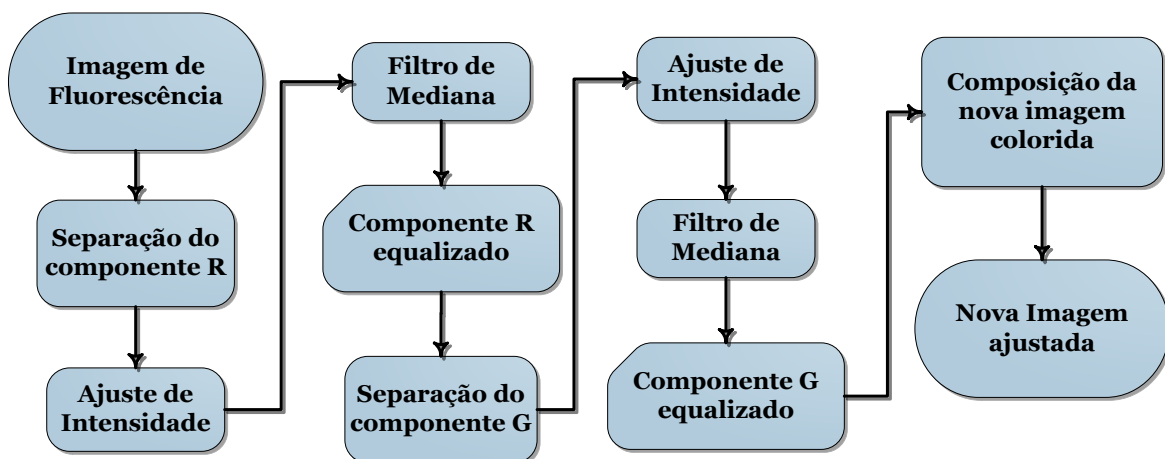 Imagem de
Fluorescência
Separação do
componente R
Ajuste de
Intensidade
Filtro de
Mediana
Componente R
equalizado
Separação do
componente G
Ajuste de
Intensidade
Filtro de
Mediana
Componente G
equalizado
Composição da
nova imagem
colorida
Nova Imagem
ajustada